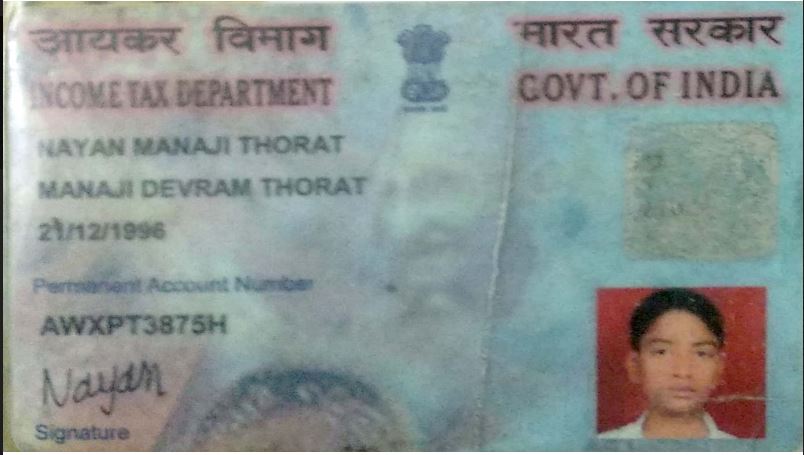 आयकर विभाग
भारत सरकार
INCOME TAX DEPARTMENT
GOVT. OF INDIA
NAYAN MANAJI THORAT
MANAJI DEVRAM THORAT
21/12/1996
Permanent Account Number
AWXPT3875H
Nayan
Signature